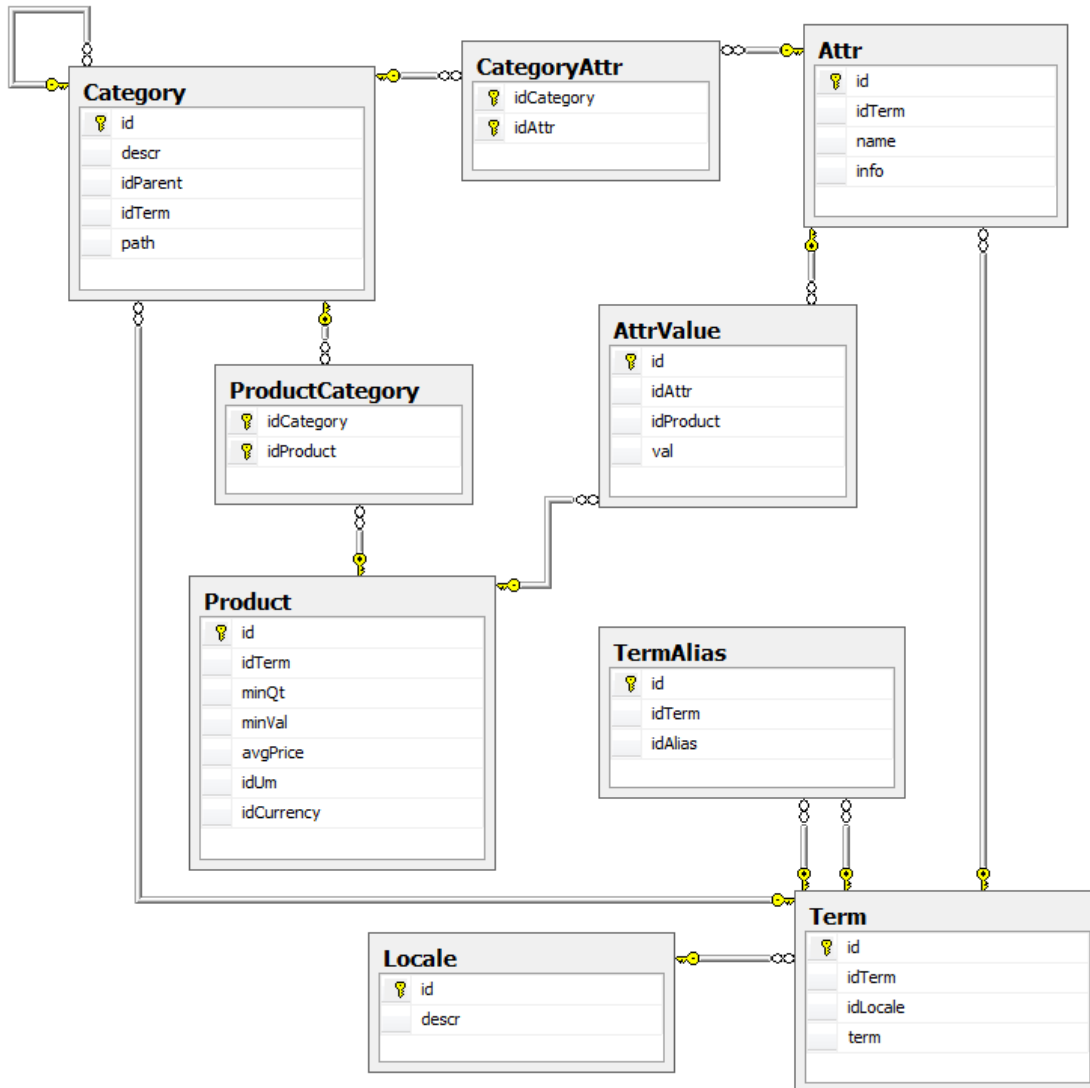 Category
id
descr
idParent
idTerm
path
CategoryAttr
idCategory
idAttr
Attr
id
idTerm
name
info
AttrValue
id
idAttr
idProduct
val
ProductCategory
idCategory
idProduct
Product
id
idTerm
minQt
minVal
avgPrice
idUm
idCurrency
TermAlias
id
idTerm
idAlias
Locale
id
descr
Term
id
idTerm
idLocale
term